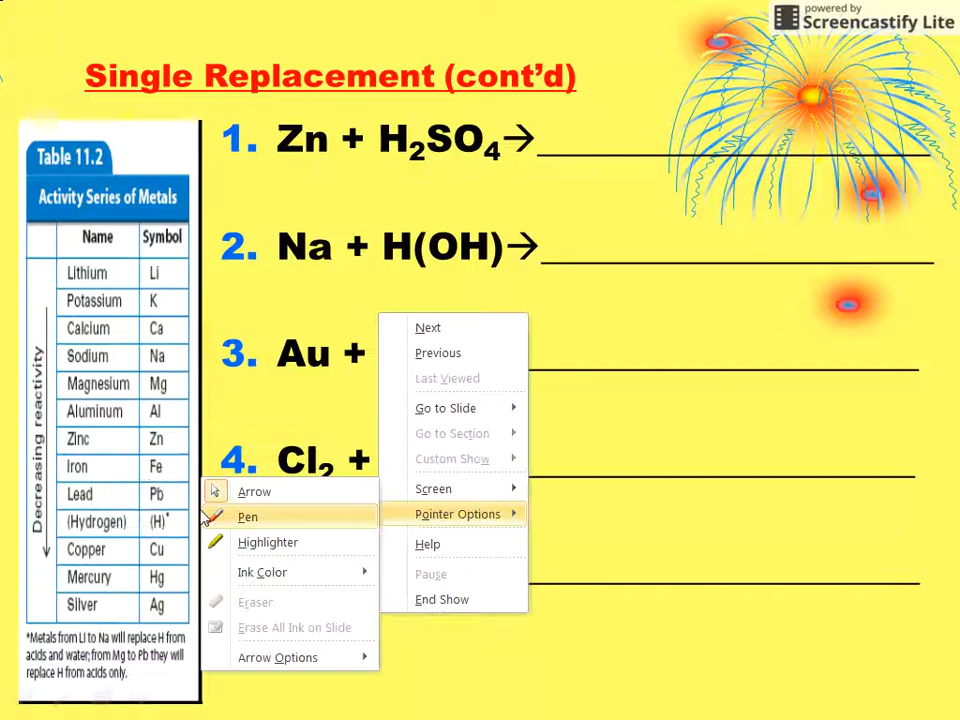 powered by
Screencastify Lite
Single Replacement (cont’d)
1. Zn + H₂SO₄→____________________
2. Na + H(OH)→____________________
3. Au + ____________________
4. Cl₂ + ____________________
____________________
Table 11.2
Activity Series of Metals
Name Symbol
Lithium Li
Potassium K
Calcium Ca
Sodium Na
Magnesium Mg
Aluminum Al
Zinc Zn
Iron Fe
Lead Pb
(Hydrogen) (H)*
Copper Cu
Mercury Hg
Silver Ag
Decreasing reactivity
*Metals from LI to Na will replace H from
acids and water; from Mg to Pb they will
replace H from acids only.
Next
Previous
Last Viewed
Go to Slide
Go to Section
Custom Show
Screen
Pointer Options
Help
Pause
End Show
Arrow
Pen
Highlighter
Ink Color
Eraser
Erase All Ink on Slide
Arrow Options